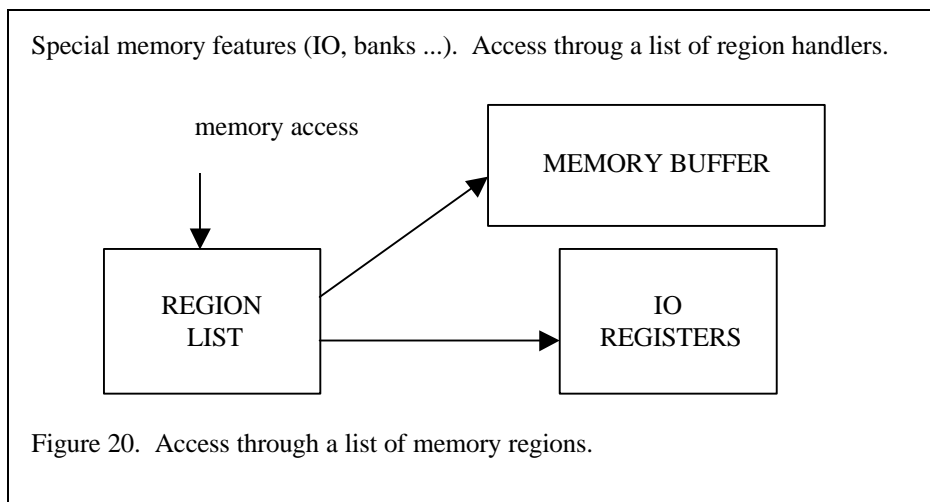 Special memory features (IO, banks ...).  Access throug a list of region handlers.
memory access
MEMORY BUFFER
REGION
LIST
IO
REGISTERS
Figure 20.  Access through a list of memory regions.